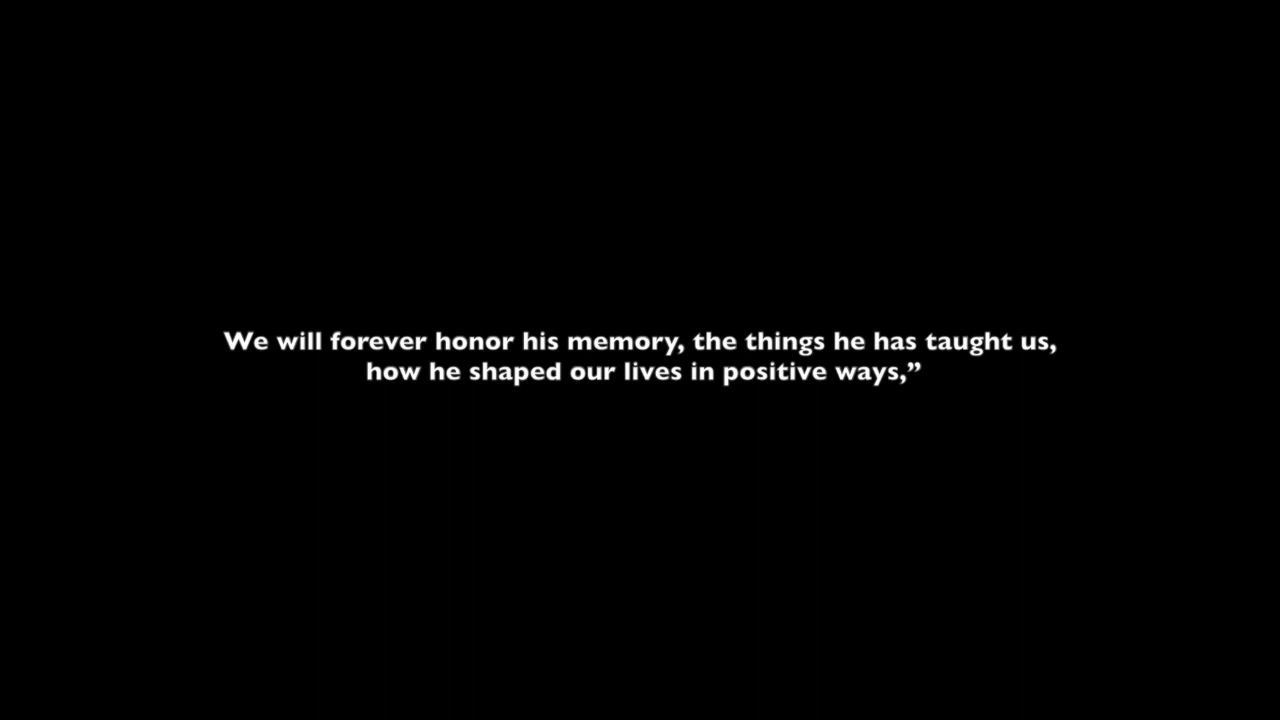 We will forever honor his memory, the things he has taught us,
how he shaped our lives in positive ways,”